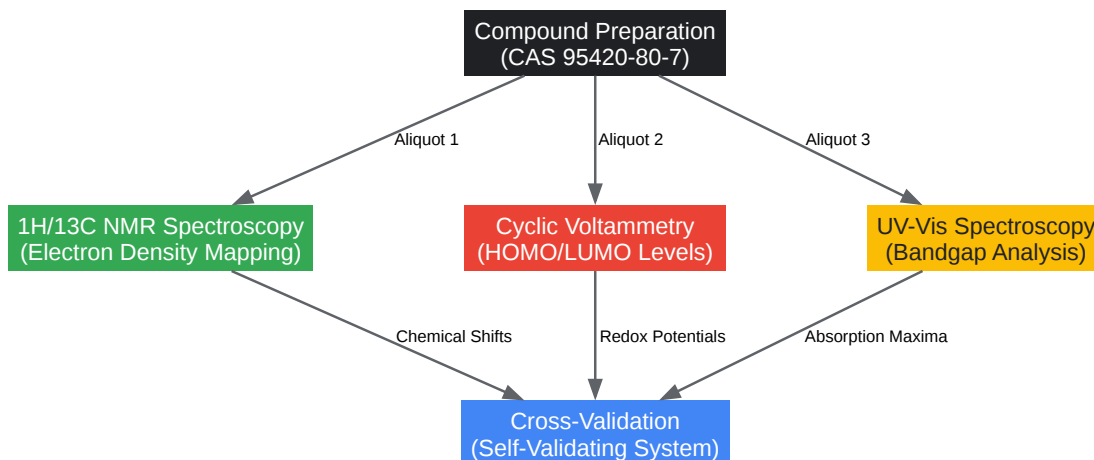 Compound Preparation
(CAS 95420-80-7)
Aliquot 1
Aliquot 2
Aliquot 3
1H/13C NMR Spectroscopy
(Electron Density Mapping)
Cyclic Voltammetry
(HOMO/LUMO Levels)
UV-Vis Spectroscopy
(Bandgap Analysis)
Chemical Shifts
Redox Potentials
Absorption Maxima
Cross-Validation
(Self-Validating System)